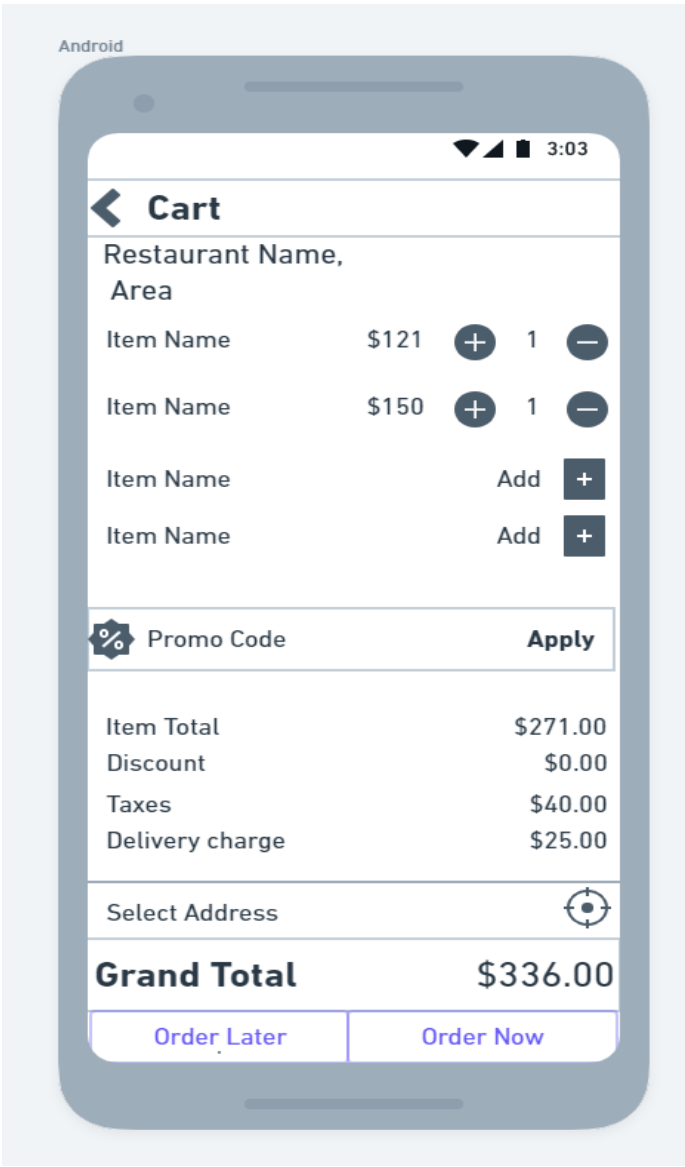 Android
3:03
Cart
Restaurant Name,
Area
Item Name $121 + 1 −
Item Name $150 + 1 −
Item Name Add +
Item Name Add +
% Promo Code Apply
Item Total $271.00
Discount $0.00
Taxes $40.00
Delivery charge $25.00
Select Address
Grand Total $336.00
Order Later Order Now